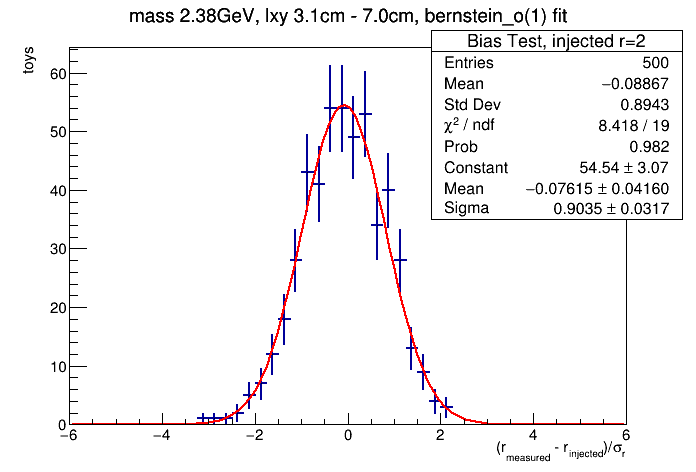 mass 2.38GeV, lxy 3.1cm - 7.0cm, bernstein_o(1) fit
toys
Bias Test, injected r=2
Entries 500
Mean −0.08867
Std Dev 0.8943
χ² / ndf 8.418 / 19
Prob 0.982
Constant 54.54 ± 3.07
Mean −0.07615 ± 0.04160
Sigma 0.9035 ± 0.0317
60
50
40
30
20
10
0
−6 −4 −2 0 2 4 6
(r_measured - r_injected)/σ_r